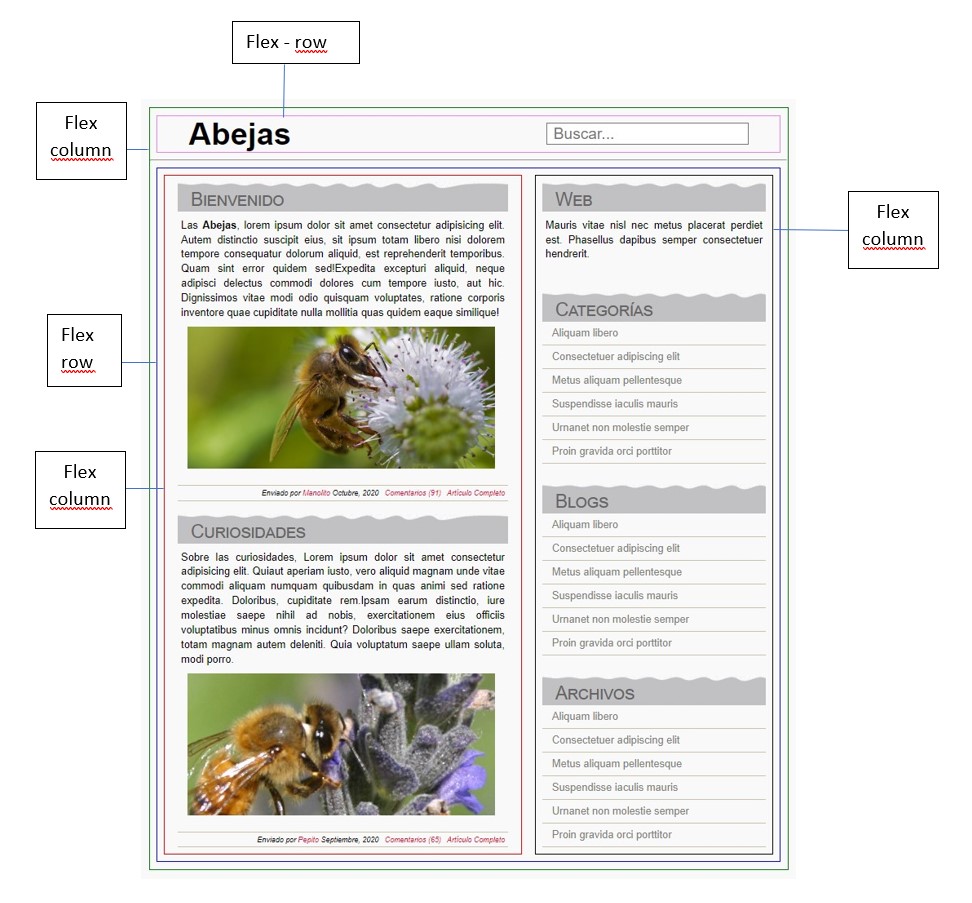 Flex - row
Flex
column
Abejas
Buscar...
Flex
column
Flex
row
Flex
column
BIENVENIDO
Las Abejas, lorem ipsum dolor sit amet consectetur adipisicing elit.
Autem distinctio suscipit eius, sit ipsum totam libero nisi dolorem
tempore consequatur dolorum aliquid, est reprehenderit temporibus.
Quam sint error quidem sed!Expedita excepturi aliquid, neque
adipisci delectus commodi dolores cum tempore iusto, aut hic.
Dignissimos vitae modi odio quisquam voluptates, ratione corporis
inventore quae cupiditate nulla mollitia quas quidem eaque similique!
Enviado por Manolito Octubre, 2020 Comentarios (91) Artículo Completo
CURIOSIDADES
Sobre las curiosidades, Lorem ipsum dolor sit amet consectetur
adipisicing elit. Quiaut aperiam iusto, vero aliquid magnam unde vitae
commodi aliquam numquam quibusdam in quas animi sed ratione
expedita. Doloribus, cupiditate rem.Ipsam earum distinctio, iure
molestiae saepe nihil ad nobis, exercitationem eius officiis
voluptatibus minus omnis incidunt? Doloribus saepe exercitationem,
totam magnam autem deleniti. Quia voluptatum saepe ullam soluta,
modi porro.
Enviado por Pepito Septiembre, 2020 Comentarios (65) Artículo Completo
WEB
Mauris vitae nisl nec metus placerat perdiet
est. Phasellus dapibus semper consectetuer
hendrerit.
CATEGORÍAS
Aliquam libero
Consectetuer adipiscing elit
Metus aliquam pellentesque
Suspendisse iaculis mauris
Urnanet non molestie semper
Proin gravida orci porttitor
BLOGS
Aliquam libero
Consectetuer adipiscing elit
Metus aliquam pellentesque
Suspendisse iaculis mauris
Urnanet non molestie semper
Proin gravida orci porttitor
ARCHIVOS
Aliquam libero
Consectetuer adipiscing elit
Metus aliquam pellentesque
Suspendisse iaculis mauris
Urnanet non molestie semper
Proin gravida orci porttitor
Flex
column